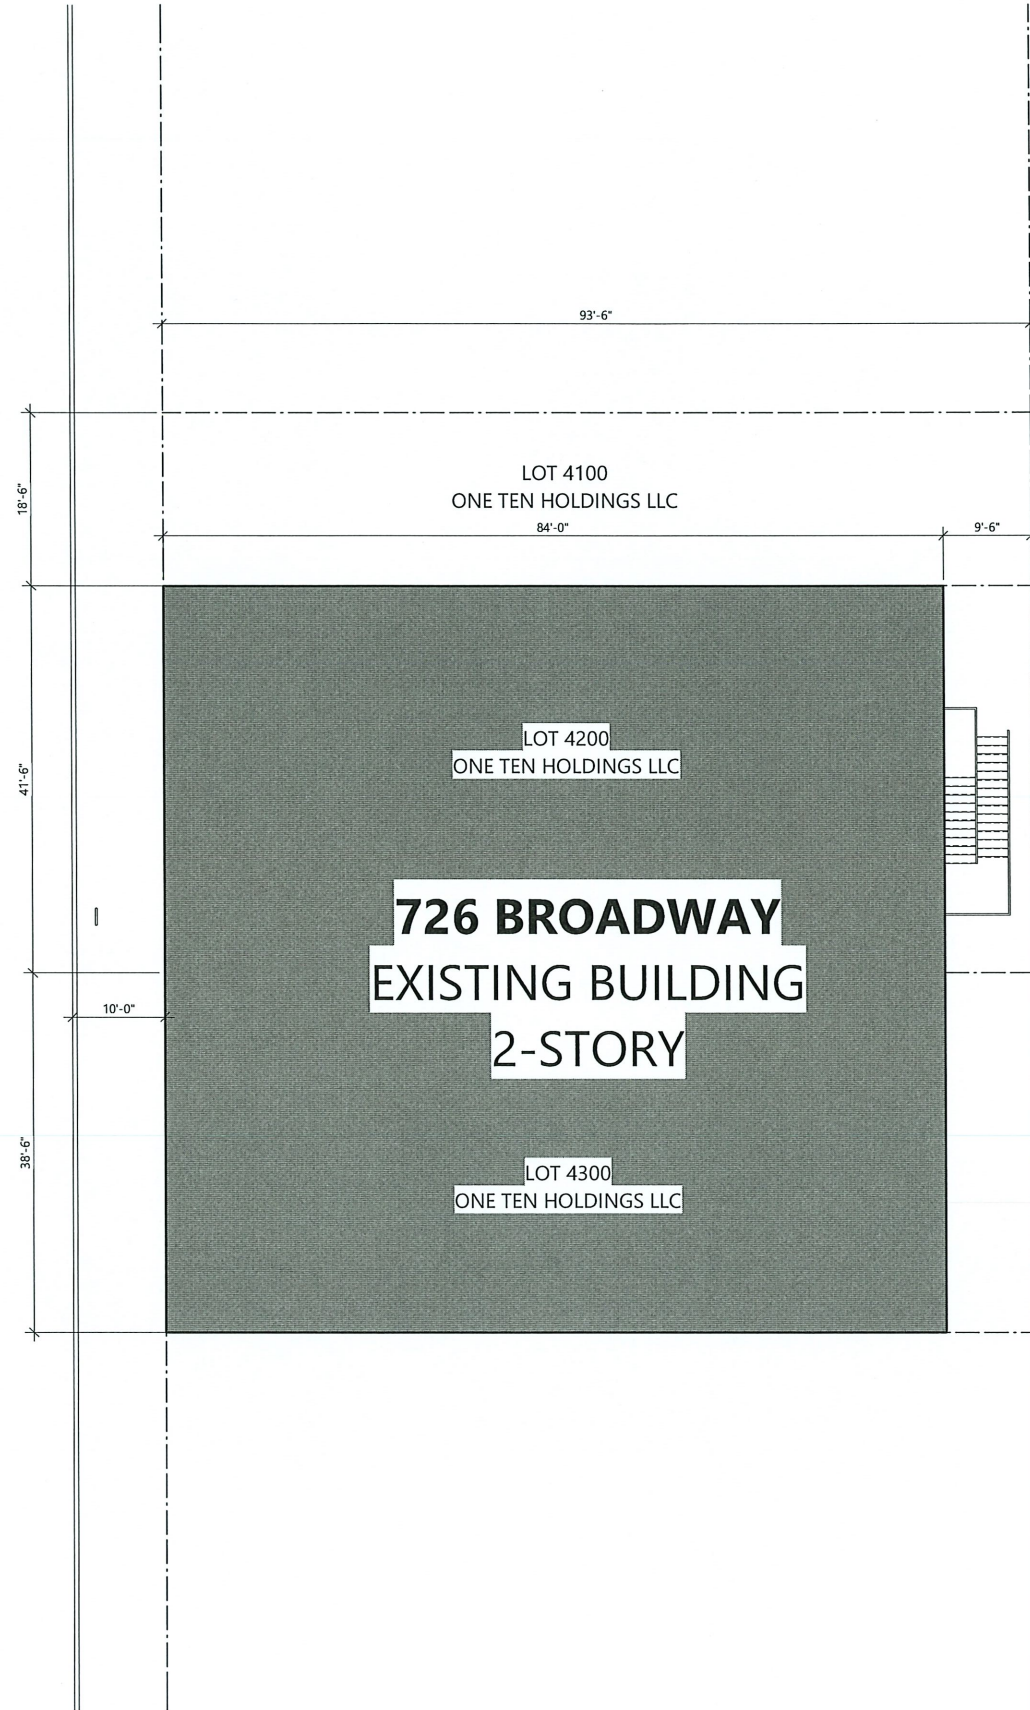 93'-6"
LOT 4100
ONE TEN HOLDINGS LLC
18'-6"
84'-0"
9'-6"
LOT 4200
ONE TEN HOLDINGS LLC
41'-6"
726 BROADWAY
EXISTING BUILDING
2-STORY
10'-0"
38'-6"
LOT 4300
ONE TEN HOLDINGS LLC